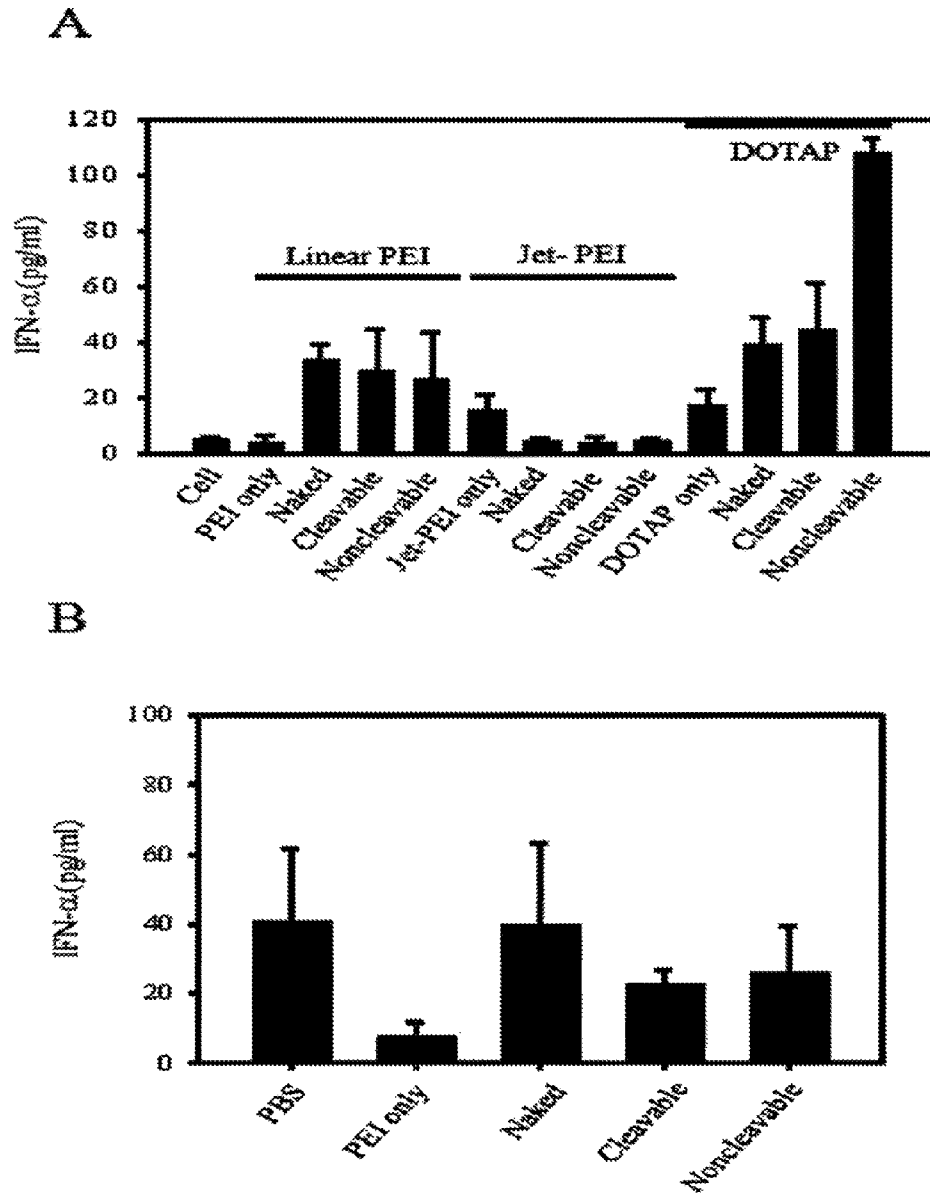 A
IFN-α(pg/ml)
120
100
80
60
40
20
0
DOTAP
Linear PEI
Jet- PEI
Cell
PEI only
Naked
Cleavable
Noncleavable
Jet-PEI only
Naked
Cleavable
Noncleavable
DOTAP only
Naked
Cleavable
Noncleavable
B
IFN-α(pg/ml)
100
80
60
40
20
0
PBS
PEI only
Naked
Cleavable
Noncleavable